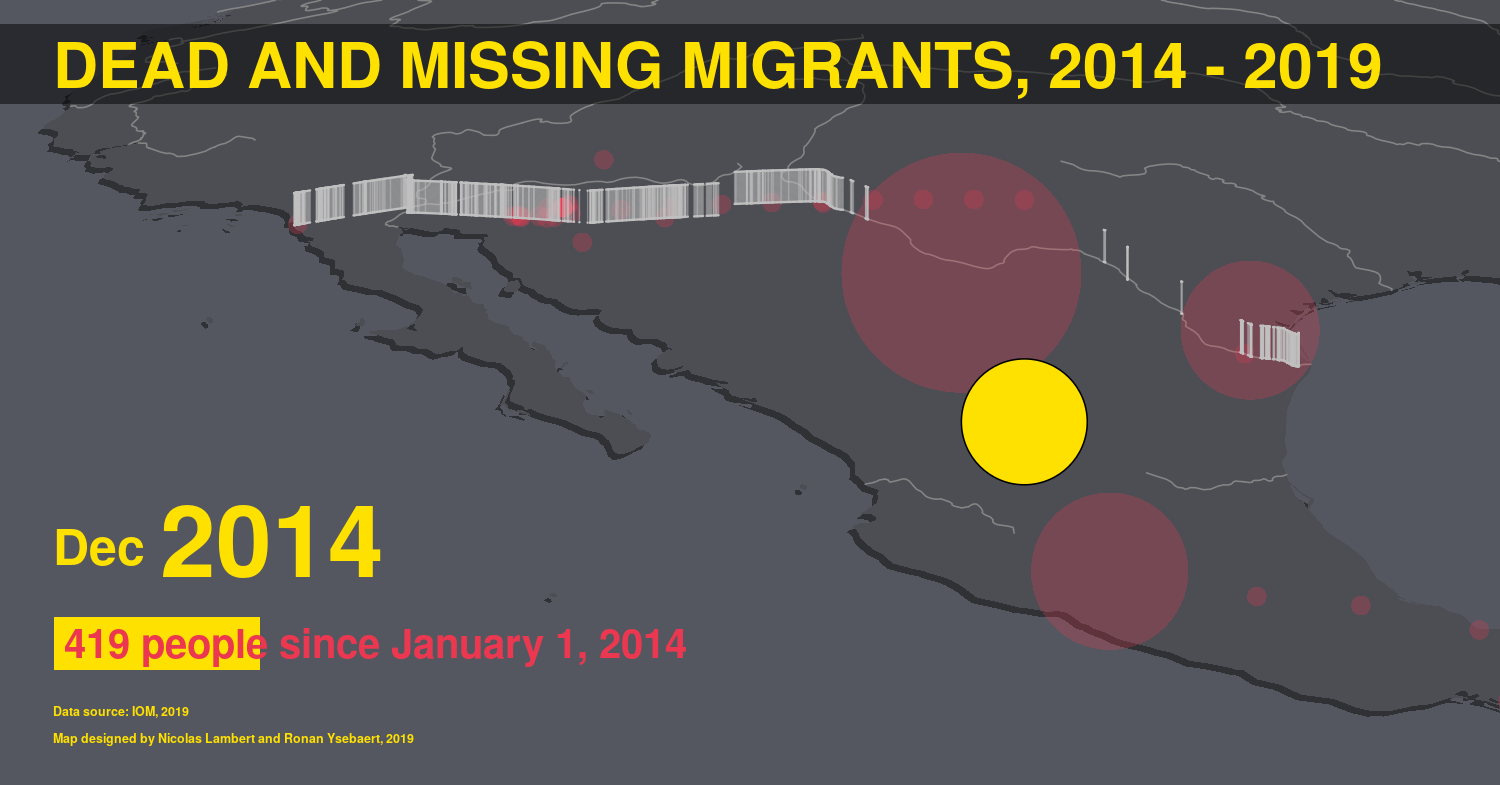 DEAD AND MISSING MIGRANTS, 2014 - 2019
Dec 2014
419 people since January 1, 2014
Data source: IOM, 2019
Map designed by Nicolas Lambert and Ronan Ysebaert, 2019